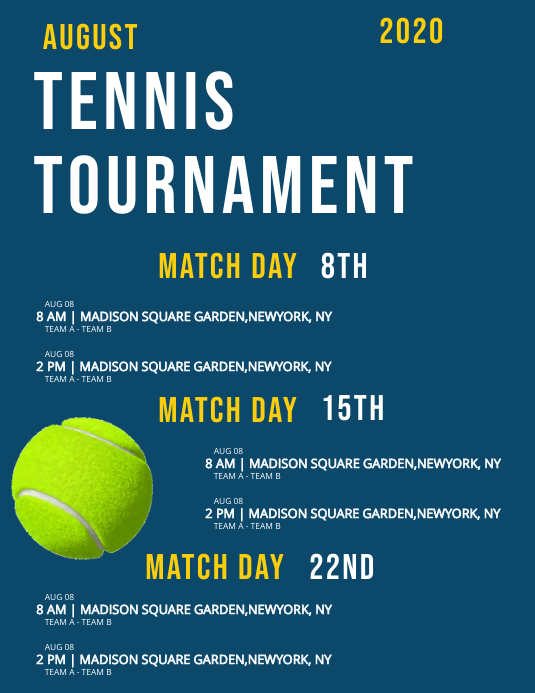 AUGUST
2020
TENNIS
TOURNAMENT
MATCH DAY 8TH
AUG 08
8 AM | MADISON SQUARE GARDEN,NEWYORK, NY
TEAM A - TEAM B
AUG 08
2 PM | MADISON SQUARE GARDEN,NEWYORK, NY
TEAM A - TEAM B
MATCH DAY 15TH
AUG 08
8 AM | MADISON SQUARE GARDEN,NEWYORK, NY
TEAM A - TEAM B
AUG 08
2 PM | MADISON SQUARE GARDEN,NEWYORK, NY
TEAM A - TEAM B
MATCH DAY 22ND
AUG 08
8 AM | MADISON SQUARE GARDEN,NEWYORK, NY
TEAM A - TEAM B
AUG 08
2 PM | MADISON SQUARE GARDEN,NEWYORK, NY
TEAM A - TEAM B